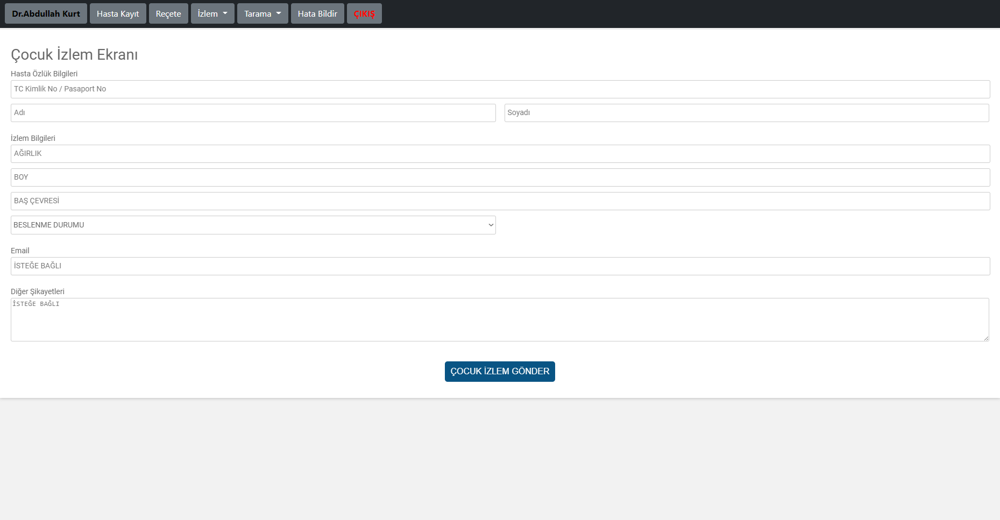 Dr.Abdullah Kurt Hasta Kayıt Reçete İzlem Tarama Hata Bildir ÇIKIŞ
Çocuk İzlem Ekranı
Hasta Özlük Bilgileri
TC Kimlik No / Pasaport No
Adı Soyadı
İzlem Bilgileri
AĞIRLIK
BOY
BAŞ ÇEVRESİ
BESLENME DURUMU
Email
İSTEĞE BAĞLI
Diğer Şikayetleri
İSTEĞE BAĞLI
ÇOCUK İZLEM GÖNDER